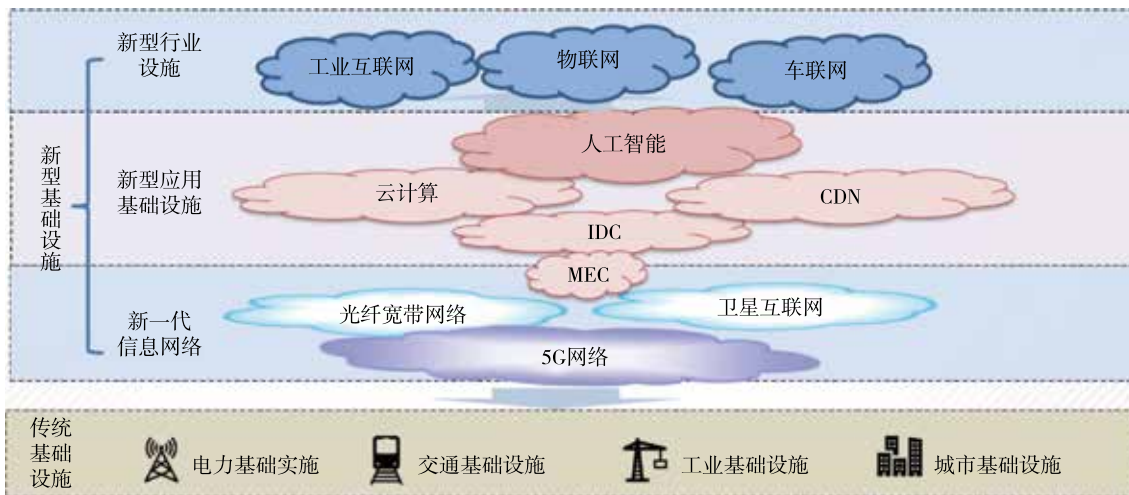 新型行业
设施
工业互联网
物联网
车联网
新型基础设施
新型应用
基础设施
人工智能
云计算
CDN
IDC
MEC
新一代
信息网络
光纤宽带网络
卫星互联网
5G网络
传统
基础
设施
电力基础实施
交通基础设施
工业基础设施
城市基础设施